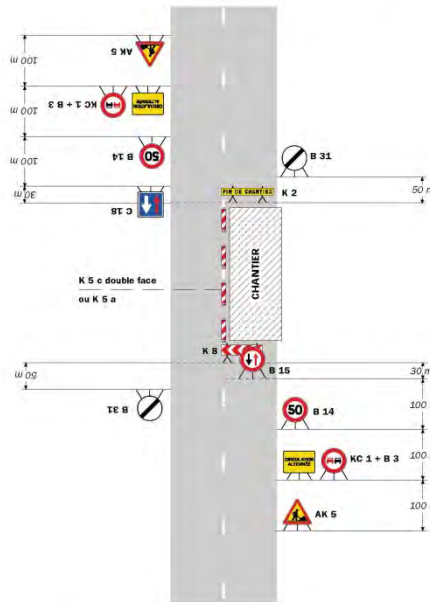 AK 5
100 m
CIRCULATION
ALTERNÉE
KC 1 + B 3
100 m
50
B 14
100 m
B 31
C 18
30 m
FIN DE CHANTIER
K 2
50 m
CHANTIER
K 5 c double face
ou K 5 a
K 8
B 15
50 m
30 m
B 31
50
B 14
100 m
CIRCULATION
ALTERNÉE
KC 1 + B 3
100 m
AK 5
100 m